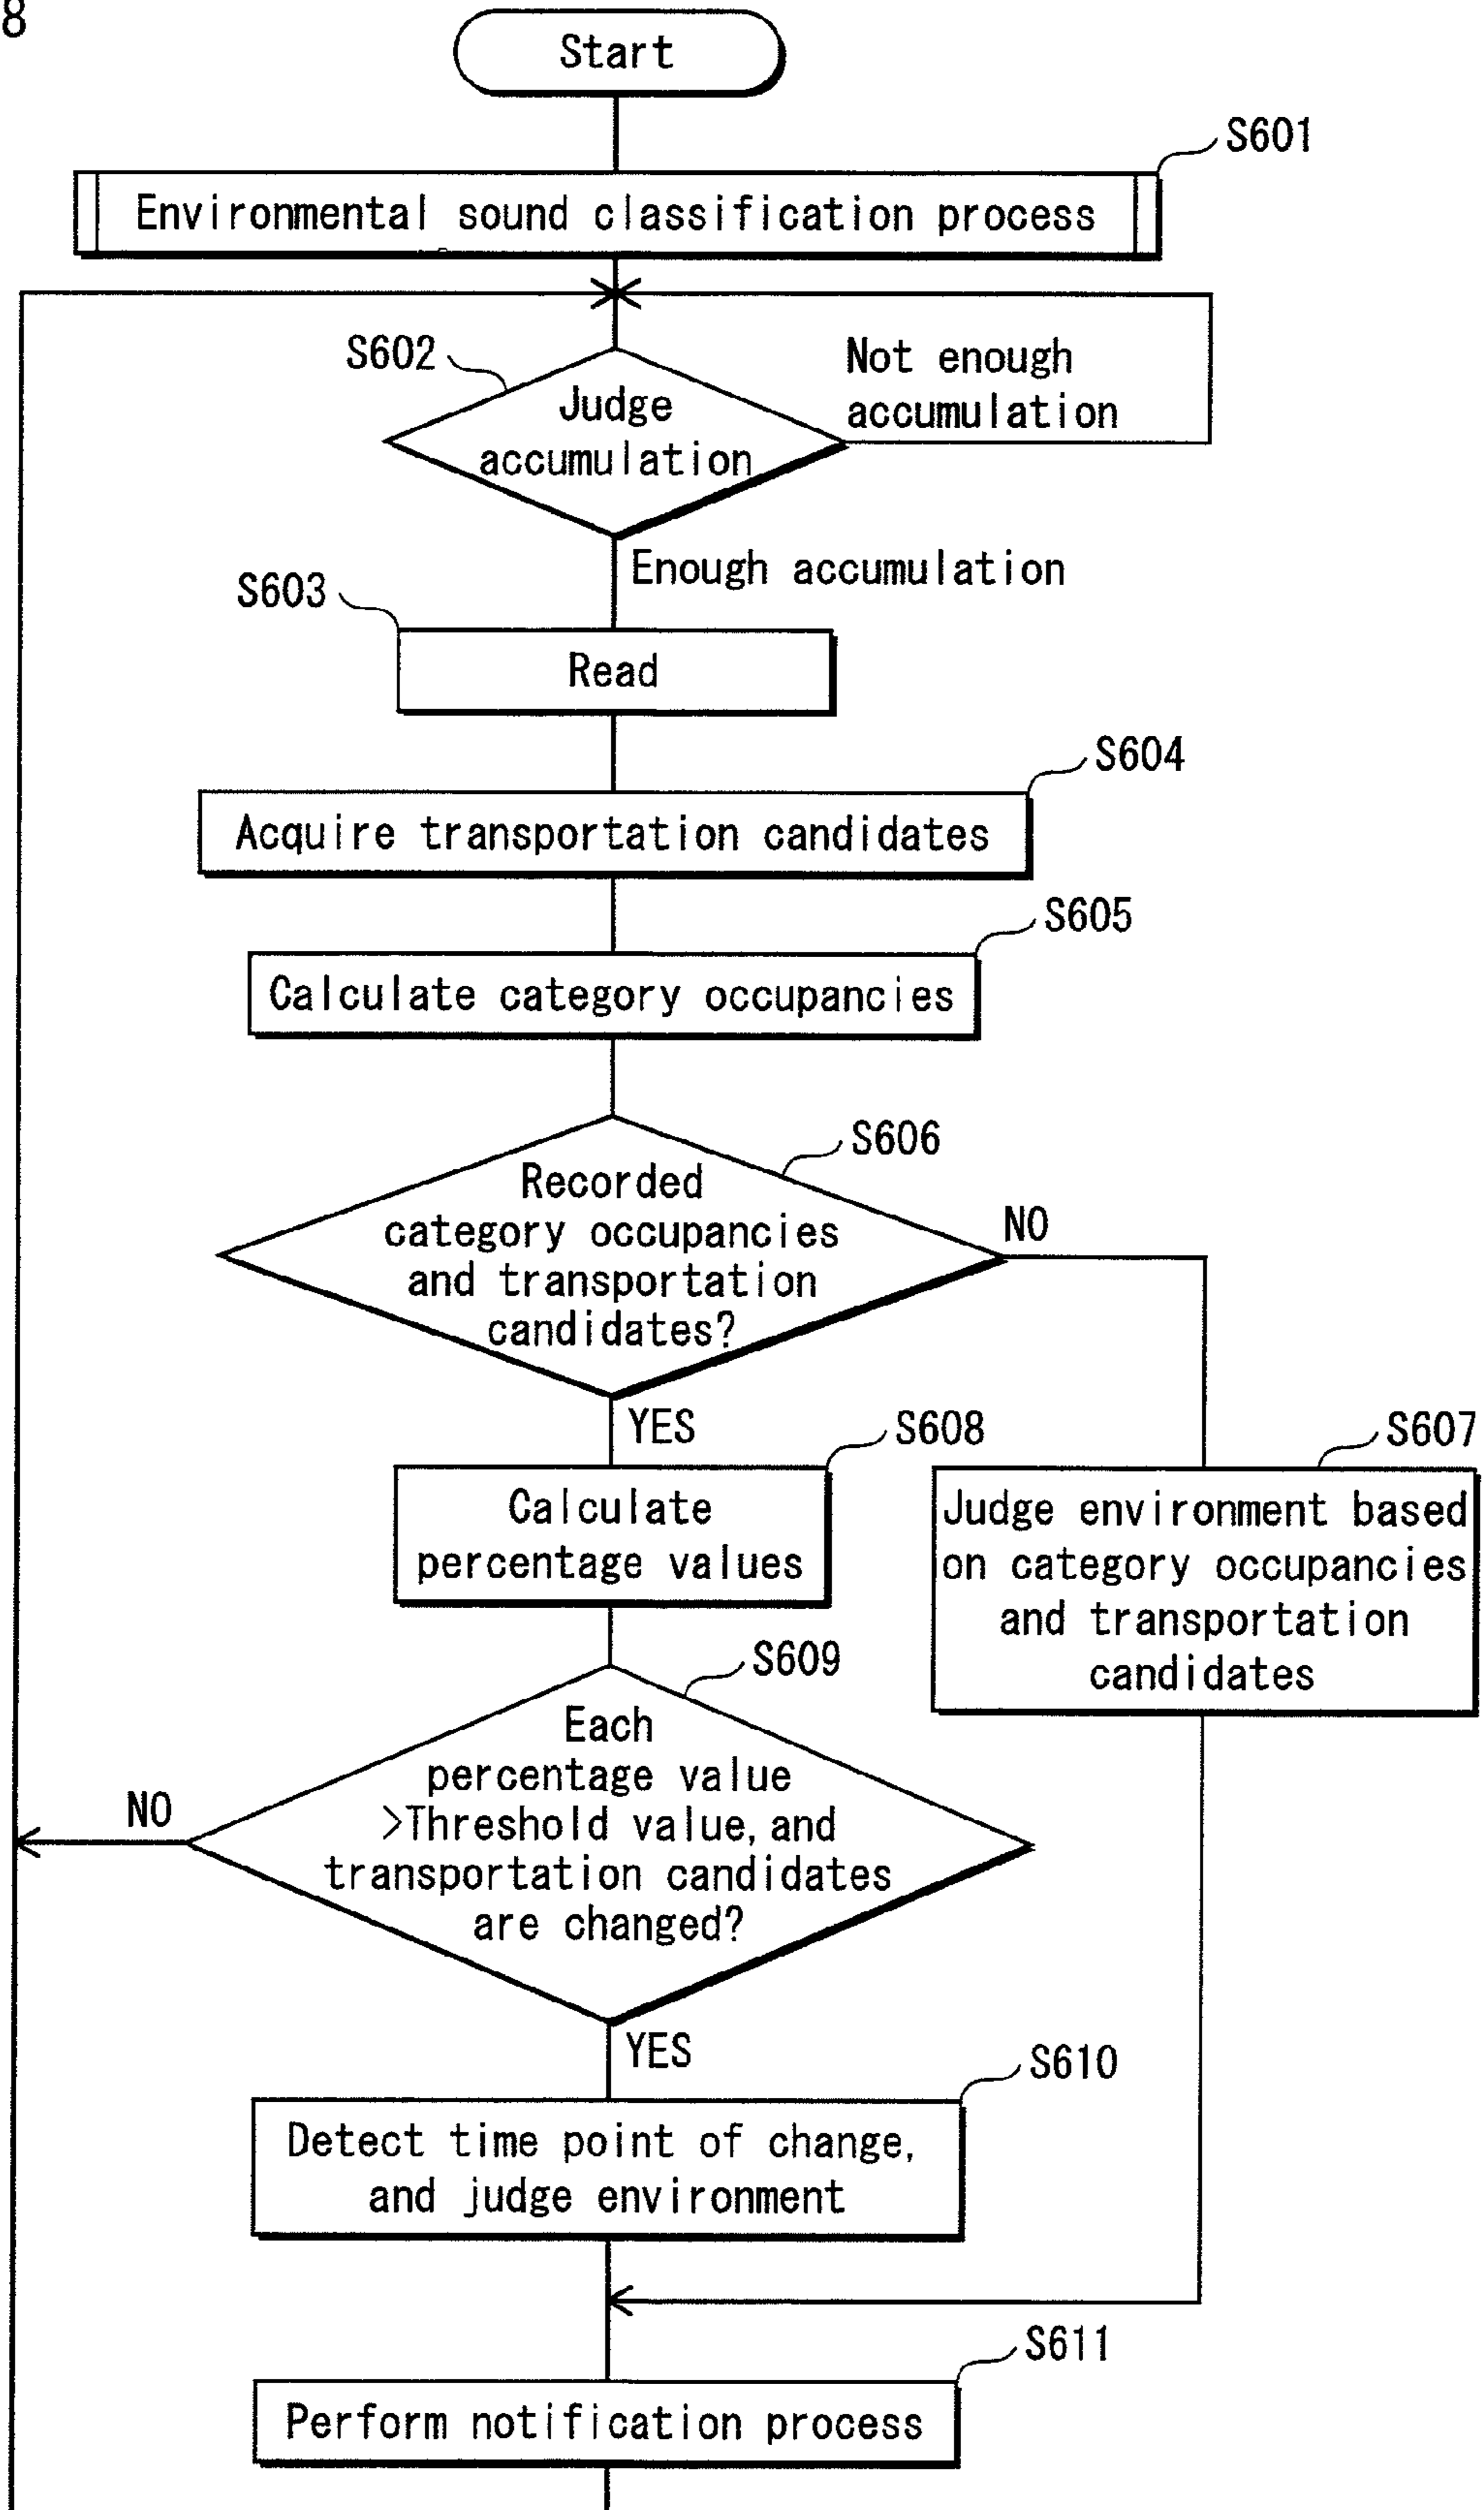 8
Start
S601
Environmental sound classification process
S602
Judge
accumulation
Not enough
accumulation
Enough accumulation
S603
Read
S604
Acquire transportation candidates
S605
Calculate category occupancies
S606
Recorded
category occupancies
and transportation
candidates?
NO
YES
S608
Calculate
percentage values
S607
Judge environment based
on category occupancies
and transportation
candidates
S609
Each
percentage value
>Threshold value, and
transportation candidates
are changed?
NO
YES
S610
Detect time point of change,
and judge environment
S611
Perform notification process